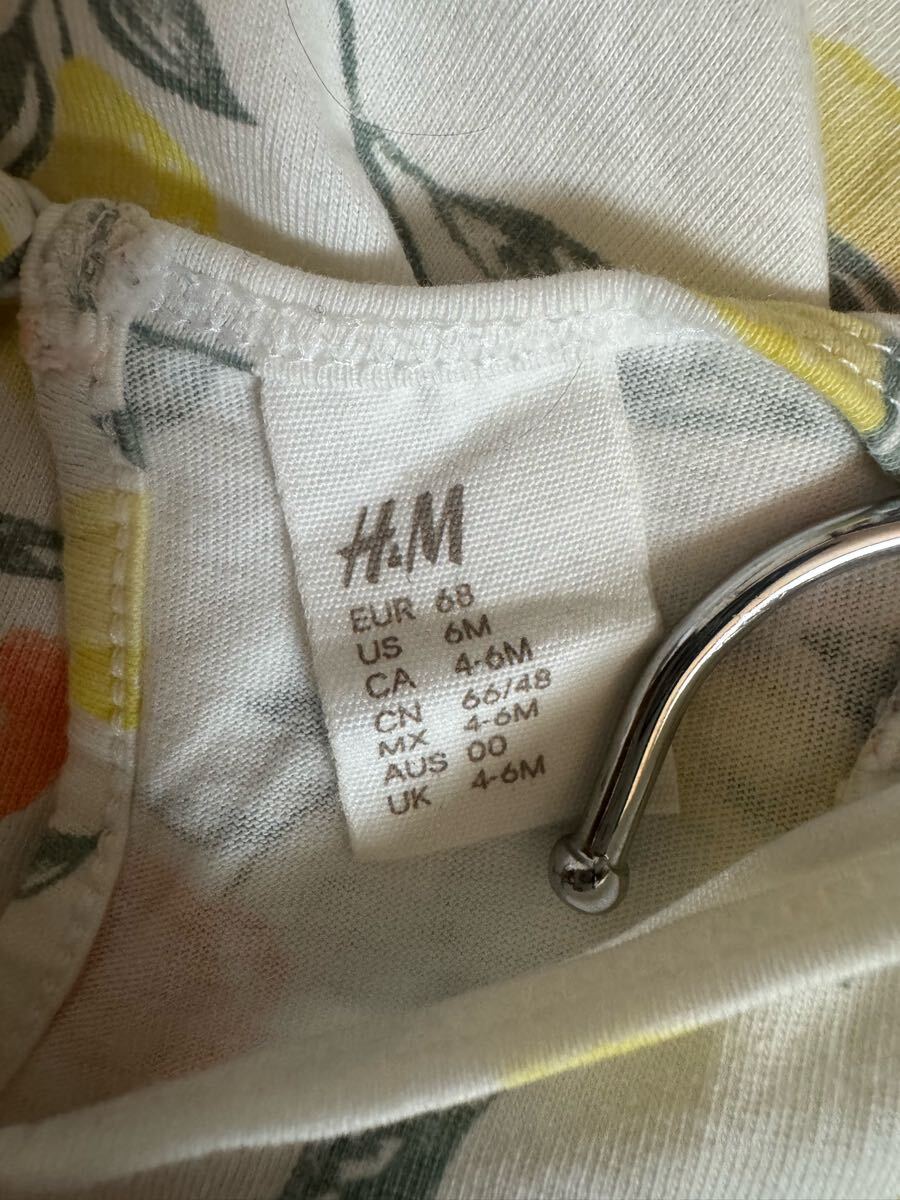 H&M
EUR 68
US 6M
CA 4-6M
CN 66/48
MX 4-6M
AUS 00
UK 4-6M